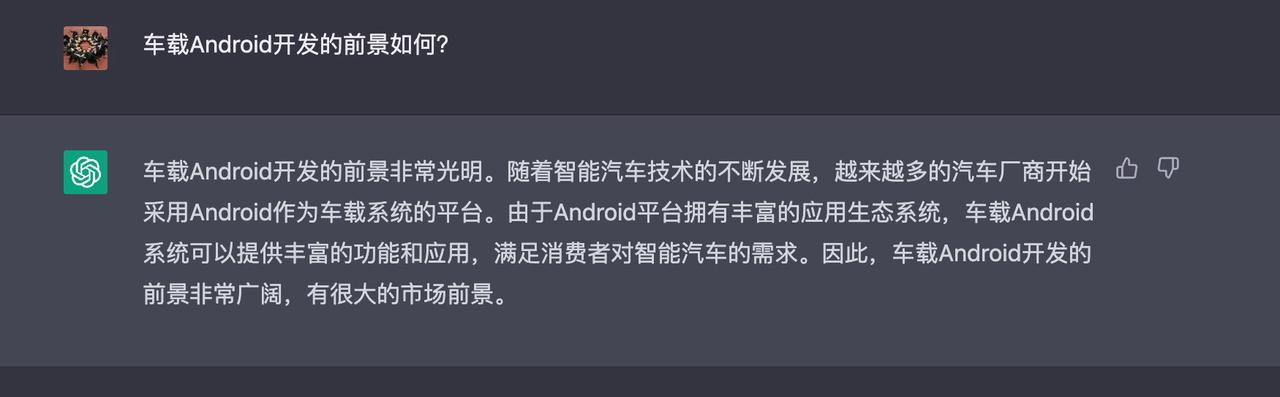 车载Android开发的前景如何?
车载Android开发的前景非常光明。随着智能汽车技术的不断发展，越来越多的汽车厂商开始
采用Android作为车载系统的平台。由于Android平台拥有丰富的应用生态系统，车载Android
系统可以提供丰富的功能和应用，满足消费者对智能汽车的需求。因此，车载Android开发的
前景非常广阔，有很大的市场前景。